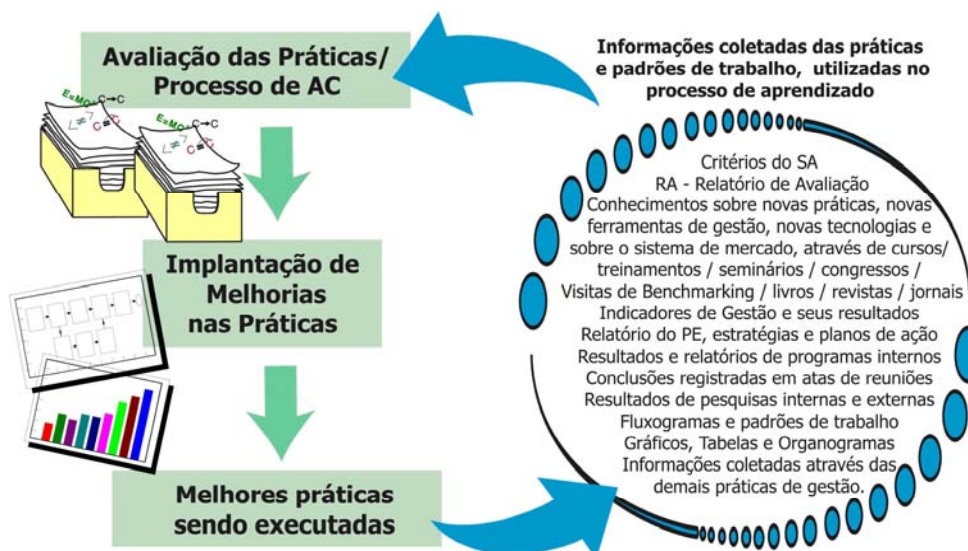 Avaliação das Práticas/
Processo de AC
Implantação de
Melhorias
nas Práticas
Melhores práticas
sendo executadas
Informações coletadas das práticas
e padrões de trabalho, utilizadas no
processo de aprendizado
Critérios do SA
RA - Relatório de Avaliação
Conhecimentos sobre novas práticas, novas
ferramentas de gestão, novas tecnologias e
sobre o sistema de mercado, através de cursos/
treinamentos / seminários / congressos /
Visitas de Benchmarking / livros / revistas / jornais
Indicadores de Gestão e seus resultados
Relatório do PE, estratégias e planos de ação
Resultados e relatórios de programas internos
Conclusões registradas em atas de reuniões
Resultados de pesquisas internas e externas
Fluxogramas e padrões de trabalho
Gráficos, Tabelas e Organogramas
Informações coletadas através das
demais práticas de gestão.